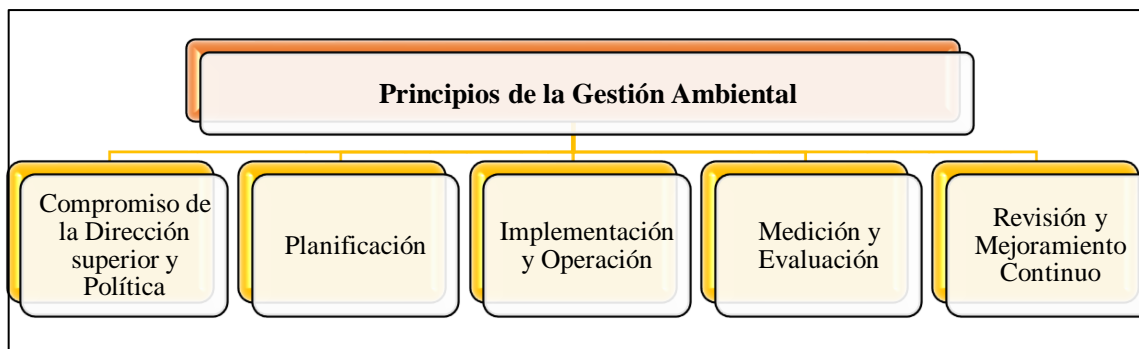 Principios de la Gestión Ambiental
Compromiso de
la Dirección
superior y
Política
Planificación
Implementación
y Operación
Medición y
Evaluación
Revisión y
Mejoramiento
Continuo